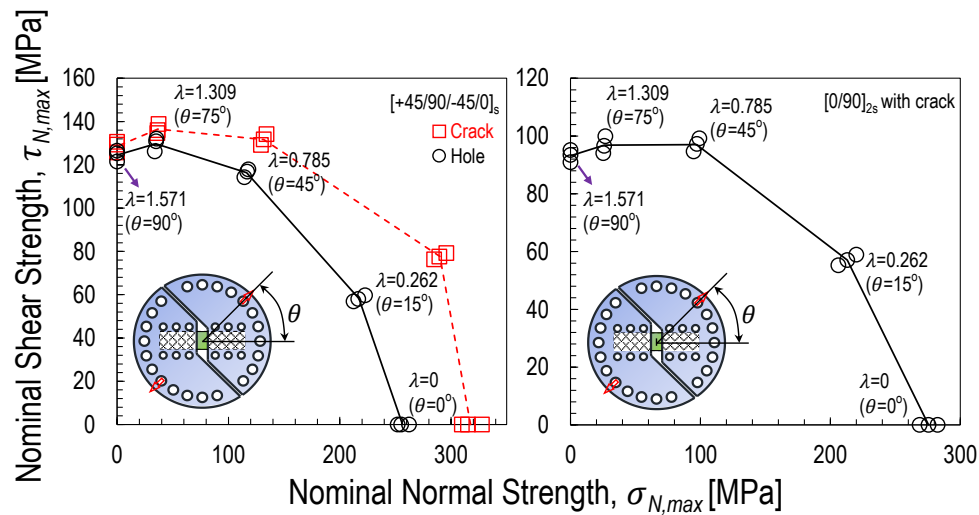 Nominal Shear Strength, τN,max [MPa]
160
140
120
100
80
60
40
20
0
λ=1.309
(θ=75°)
[+45/90/-45/0]s
Crack
Hole
λ=0.785
(θ=45°)
λ=1.571
(θ=90°)
λ=0.262
(θ=15°)
θ
λ=0
(θ=0°)
0
100
200
300
120
100
80
60
40
20
0
λ=1.309
(θ=75°)
λ=0.785
(θ=45°)
[0/90]2s with crack
λ=1.571
(θ=90°)
λ=0.262
(θ=15°)
θ
λ=0
(θ=0°)
0
100
200
300
Nominal Normal Strength, σN,max [MPa]